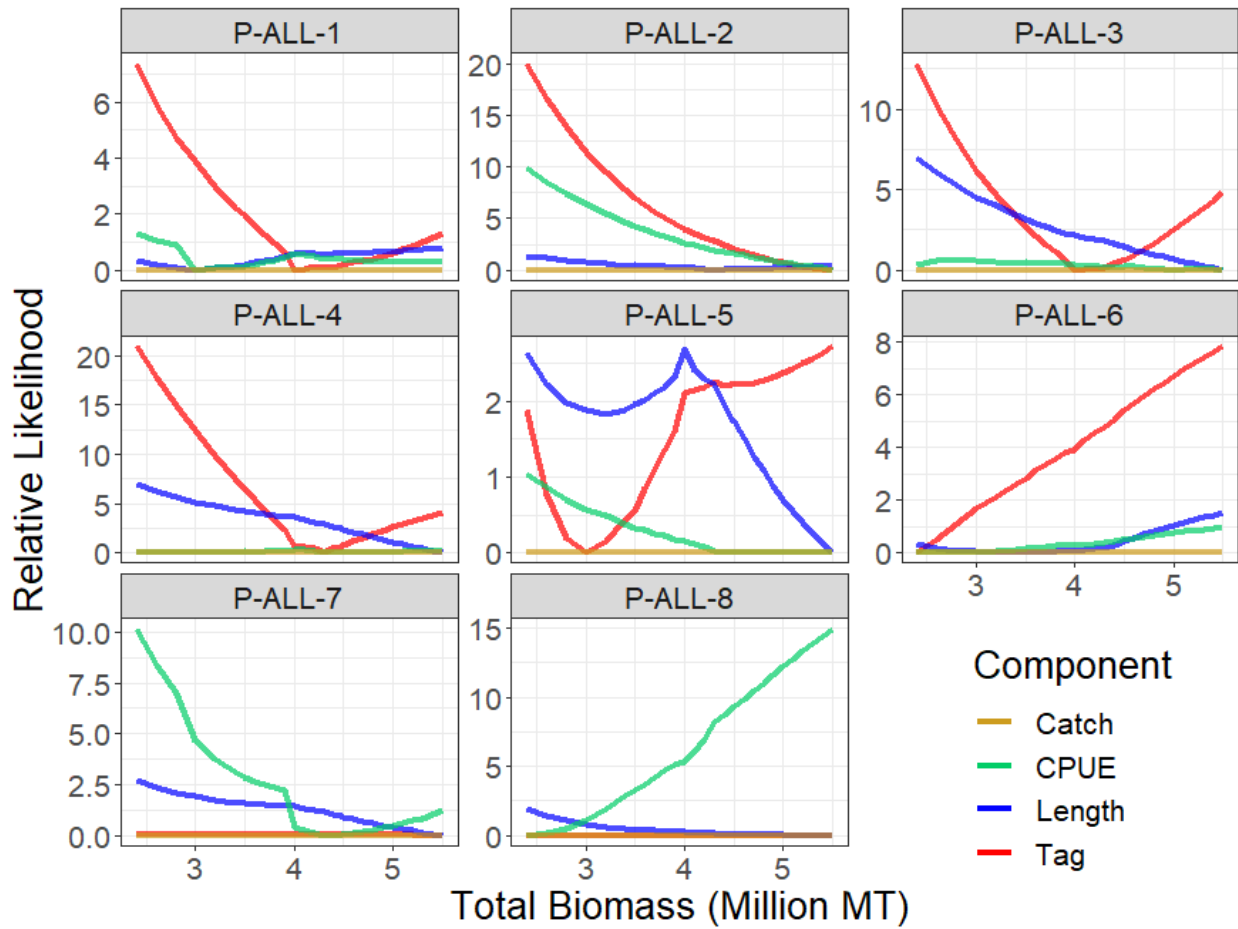 P-ALL-1
P-ALL-2
P-ALL-3
6
4
2
0
20
15
10
5
0
10
5
0
P-ALL-4
P-ALL-5
P-ALL-6
20
15
10
5
0
2
1
0
8
6
4
2
0
3
4
5
P-ALL-7
P-ALL-8
10.0
7.5
5.0
2.5
0.0
15
10
5
0
3
4
5
3
4
5
Relative Likelihood
Total Biomass (Million MT)
Component
Catch
CPUE
Length
Tag